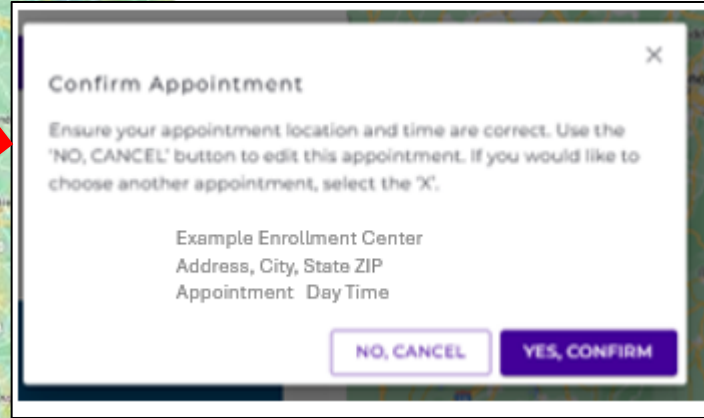 Confirm Appointment
Ensure your appointment location and time are correct. Use the
'NO, CANCEL' button to edit this appointment. If you would like to
choose another appointment, select the 'X'.
Example Enrollment Center
Address, City, State ZIP
Appointment Day Time
NO, CANCEL
YES, CONFIRM